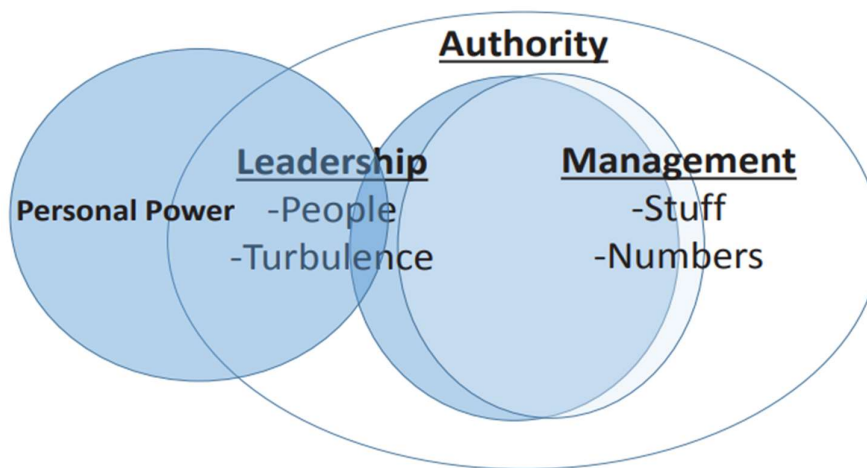 Authority
Leadership
-People
-Turbulence
Personal Power
Management
-Stuff
-Numbers